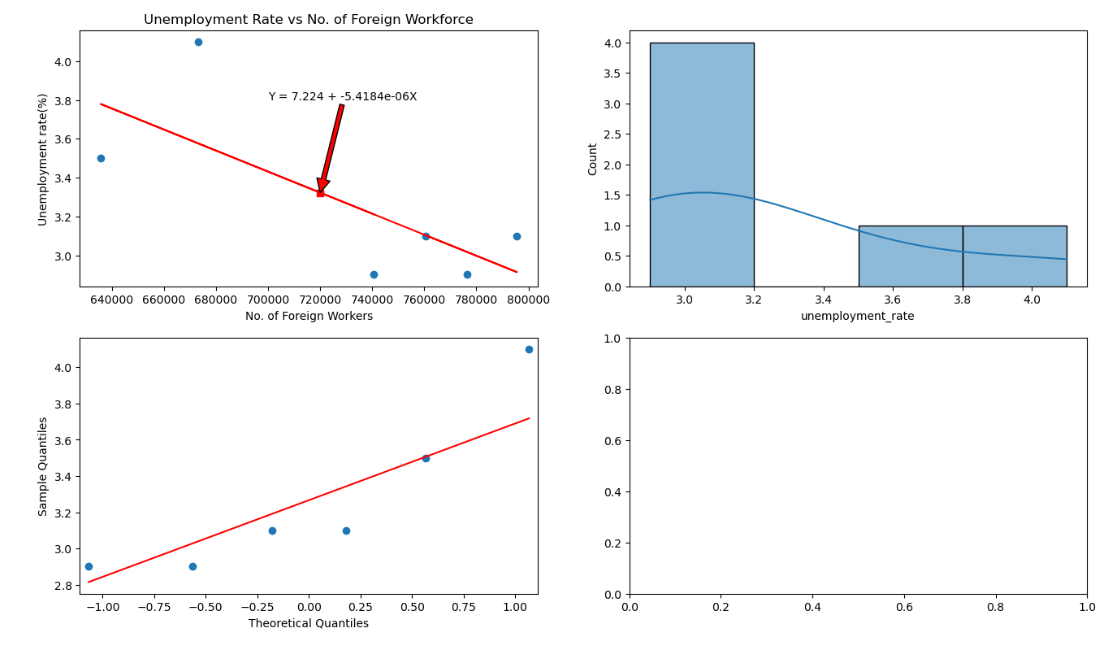 Unemployment Rate vs No. of Foreign Workforce
4.0
3.8
3.6
3.4
3.2
3.0
Unemployment rate(%)
Y = 7.224 + -5.4184e-06X
640000 660000 680000 700000 720000 740000 760000 780000 800000
No. of Foreign Workers
4.0
3.5
3.0
2.5
2.0
1.5
1.0
0.5
0.0
Count
3.0 3.2 3.4 3.6 3.8 4.0
unemployment_rate
4.0
3.8
3.6
3.4
3.2
3.0
2.8
Sample Quantiles
−1.00 −0.75 −0.50 −0.25 0.00 0.25 0.50 0.75 1.00
Theoretical Quantiles
1.0
0.8
0.6
0.4
0.2
0.0
0.0 0.2 0.4 0.6 0.8 1.0